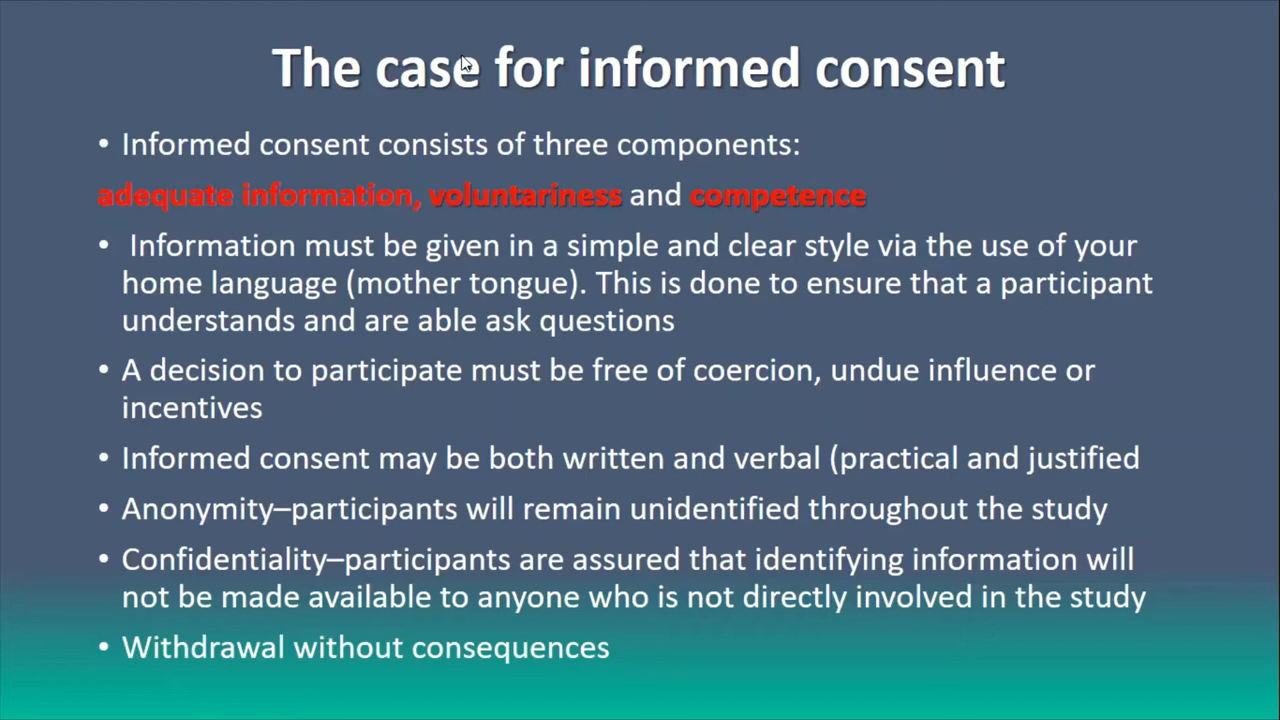 The case for informed consent
• Informed consent consists of three components:
adequate information, voluntariness and competence
• Information must be given in a simple and clear style via the use of your
home language (mother tongue). This is done to ensure that a participant
understands and are able ask questions
• A decision to participate must be free of coercion, undue influence or
incentives
• Informed consent may be both written and verbal (practical and justified
• Anonymity–participants will remain unidentified throughout the study
• Confidentiality–participants are assured that identifying information will
not be made available to anyone who is not directly involved in the study
• Withdrawal without consequences